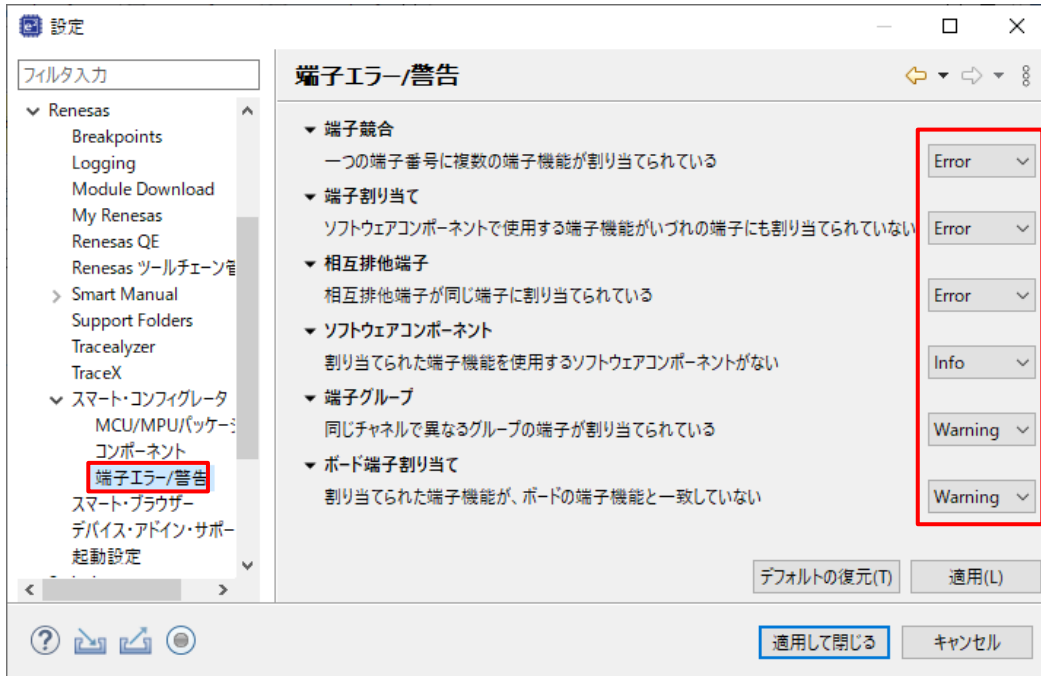 設定
フィルタ入力
Renesas
Breakpoints
Logging
Module Download
My Renesas
Renesas QE
Renesas ツールチェーン管
Smart Manual
Support Folders
Tracealyzer
TraceX
スマート・コンフィグレータ
MCU/MPUパッケージ
コンポーネント
端子エラー/警告
スマート・ブラウザー
デバイス・アドイン・サポー
起動設定
端子エラー/警告
端子競合
一つの端子番号に複数の端子機能が割り当てられている
Error
端子割り当て
ソフトウェアコンポーネントで使用する端子機能がいづれの端子にも割り当てられていない
Error
相互排他端子
相互排他端子が同じ端子に割り当てられている
Error
ソフトウェアコンポーネント
割り当てられた端子機能を使用するソフトウェアコンポーネントがない
Info
端子グループ
同じチャネルで異なるグループの端子が割り当てられている
Warning
ボード端子割り当て
割り当てられた端子機能が、ボードの端子機能と一致していない
Warning
デフォルトの復元(T)
適用(L)
適用して閉じる
キャンセル